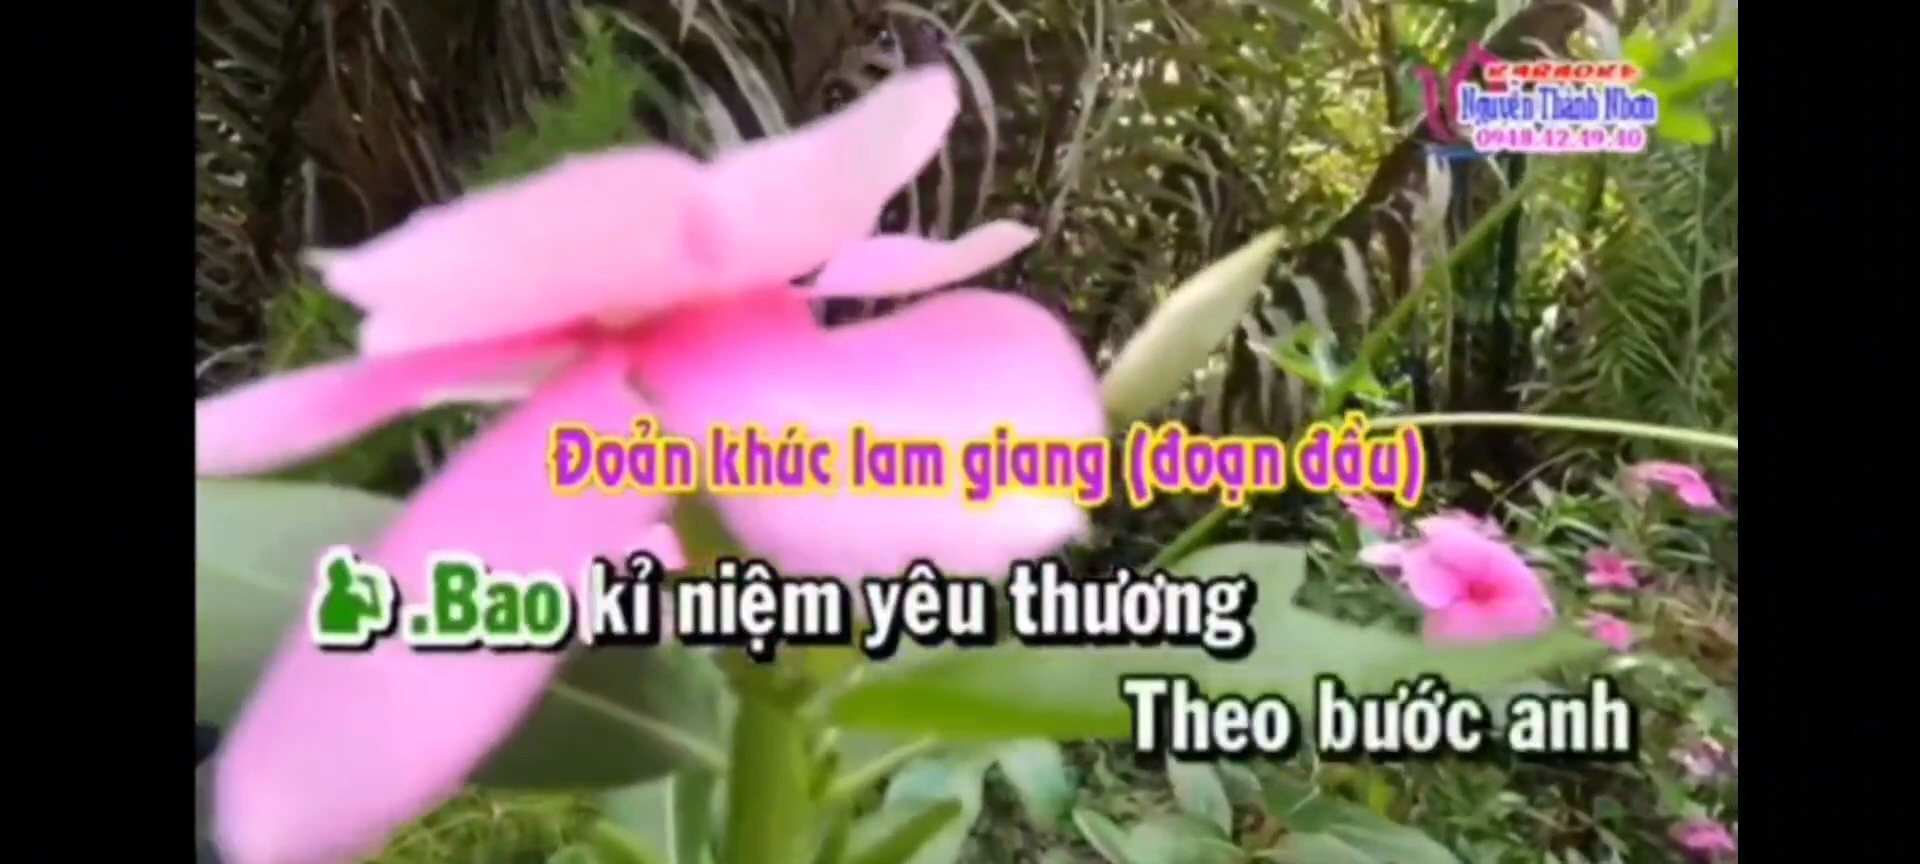 KARAOKE
Nguyễn Thành Nhơn
0948.42.49.40
Đoản khúc lam giang (đoạn đầu)
.Bao kỉ niệm yêu thương
Theo bước anh